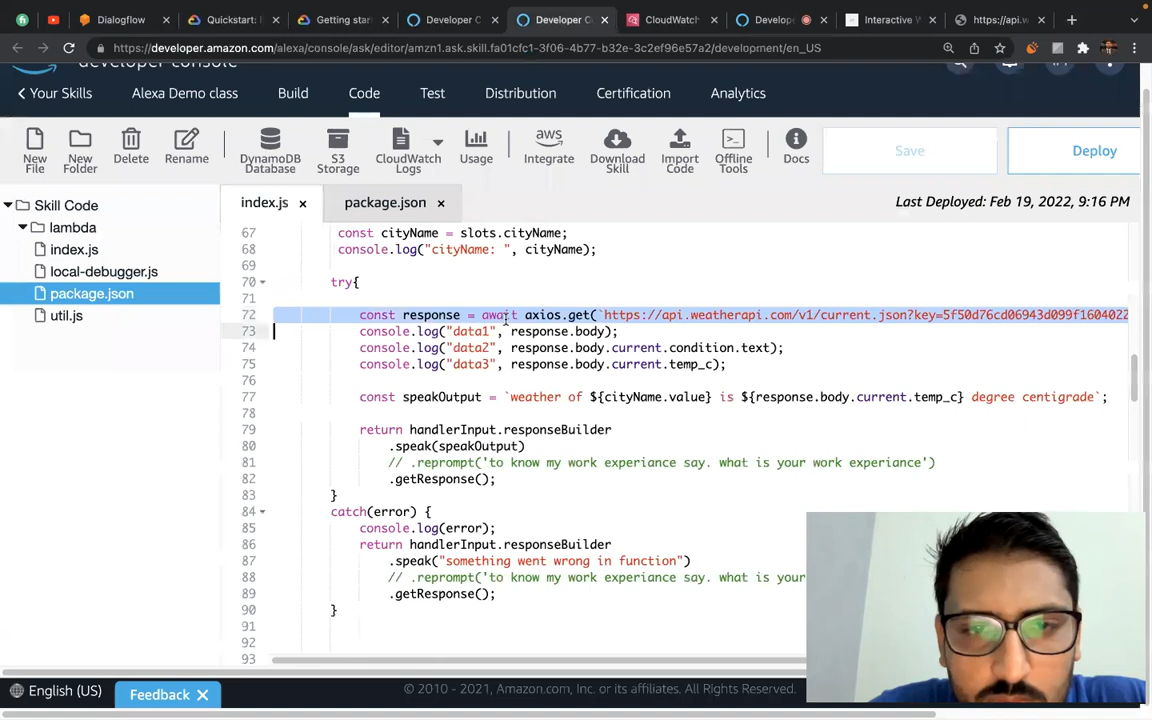 Dialogflow
Quickstart:
Getting star
Developer C
Developer C
CloudWatch
Develop
Interactive W
https://api.w
https://developer.amazon.com/alexa/console/ask/editor/amzn1.ask.skill.fa01cfc1-3f06-4b77-b32e-3c2ef96e57a2/development/en_US
developer console
Your Skills
Alexa Demo class
Build
Code
Test
Distribution
Certification
Analytics
New File
New Folder
Delete
Rename
DynamoDB Database
S3 Storage
CloudWatch Logs
Usage
aws
Integrate
Download Skill
Import Code
Offline Tools
Docs
Save
Deploy
Skill Code
lambda
index.js
local-debugger.js
package.json
util.js
index.js ×
package.json ×
Last Deployed: Feb 19, 2022, 9:16 PM
67 const cityName = slots.cityName;
68 console.log("cityName: ", cityName);
69
70 try{
71
72 const response = await axios.get(`https://api.weatherapi.com/v1/current.json?key=5f50d76cd06943d099f1604022
73 console.log("data1", response.body);
74 console.log("data2", response.body.current.condition.text);
75 console.log("data3", response.body.current.temp_c);
76
77 const speakOutput = `weather of ${cityName.value} is ${response.body.current.temp_c} degree centigrade`;
78
79 return handlerInput.responseBuilder
80 .speak(speakOutput)
81 // .reprompt('to know my work experiance say. what is your work experiance')
82 .getResponse();
83 }
84 catch(error) {
85 console.log(error);
86 return handlerInput.responseBuilder
87 .speak("something went wrong in function")
88 // .reprompt('to know my work experiance say. what is your
89 .getResponse();
90 }
91
92
93
English (US)
Feedback ×
© 2010 - 2021, Amazon.com, Inc. or its affiliates. All Rights Reserved.